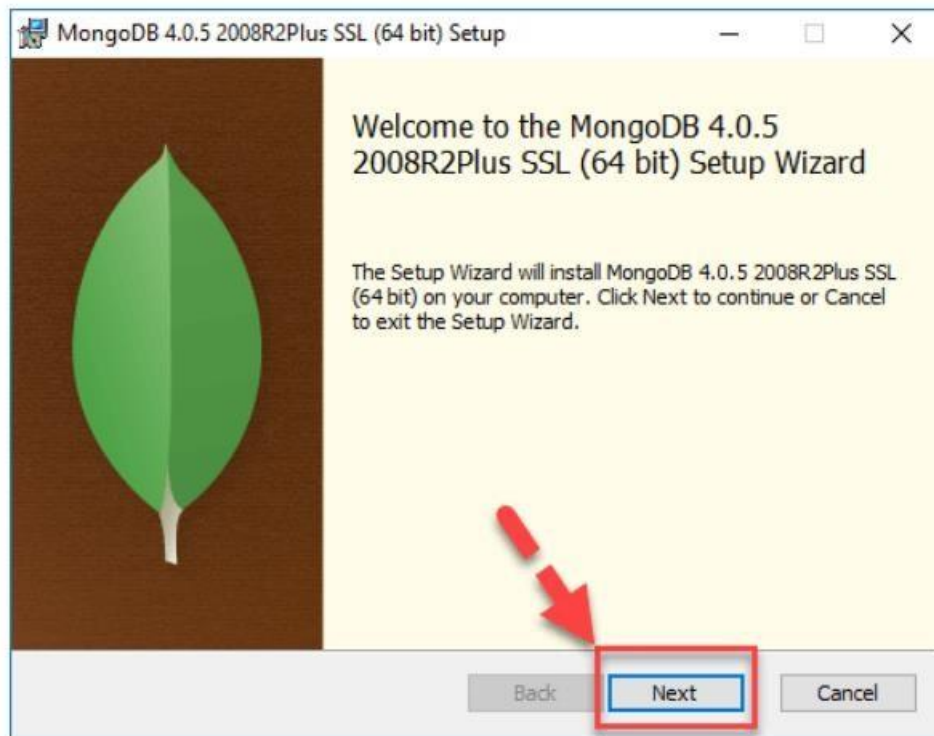 MongoDB 4.0.5 2008R2Plus SSL (64 bit) Setup
Welcome to the MongoDB 4.0.5
2008R2Plus SSL (64 bit) Setup Wizard
The Setup Wizard will install MongoDB 4.0.5 2008R2Plus SSL
(64 bit) on your computer. Click Next to continue or Cancel
to exit the Setup Wizard.
Back
Next
Cancel